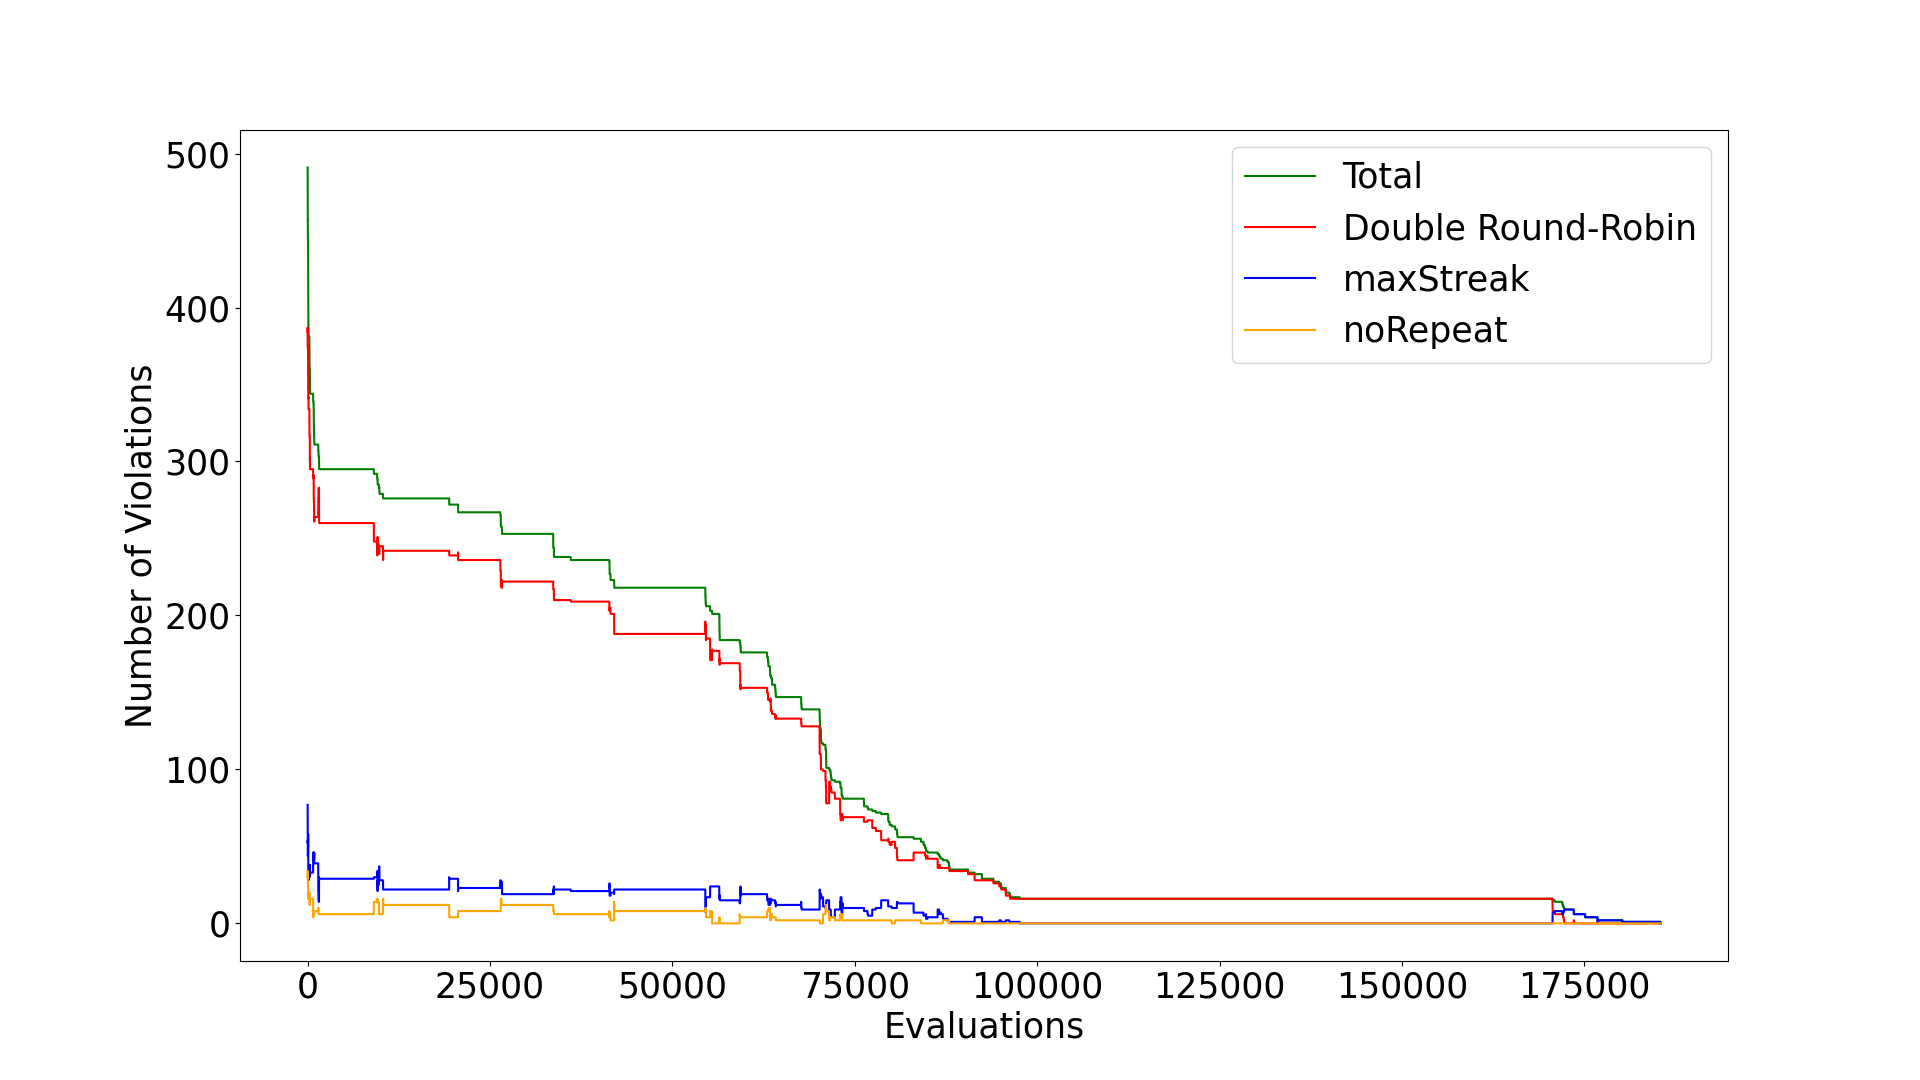 500
400
300
200
100
0
Number of Violations
Total
Double Round-Robin
maxStreak
noRepeat
0 25000 50000 75000 100000 125000 150000 175000
Evaluations